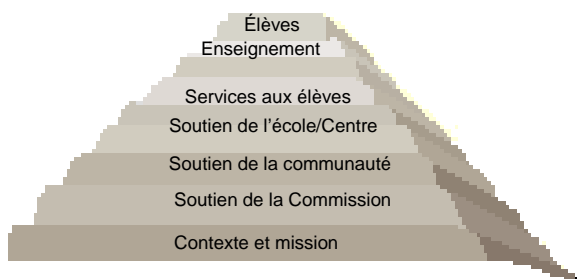 Élèves
Enseignement
Services aux élèves
Soutien de l'école/Centre
Soutien de la communauté
Soutien de la Commission
Contexte et mission